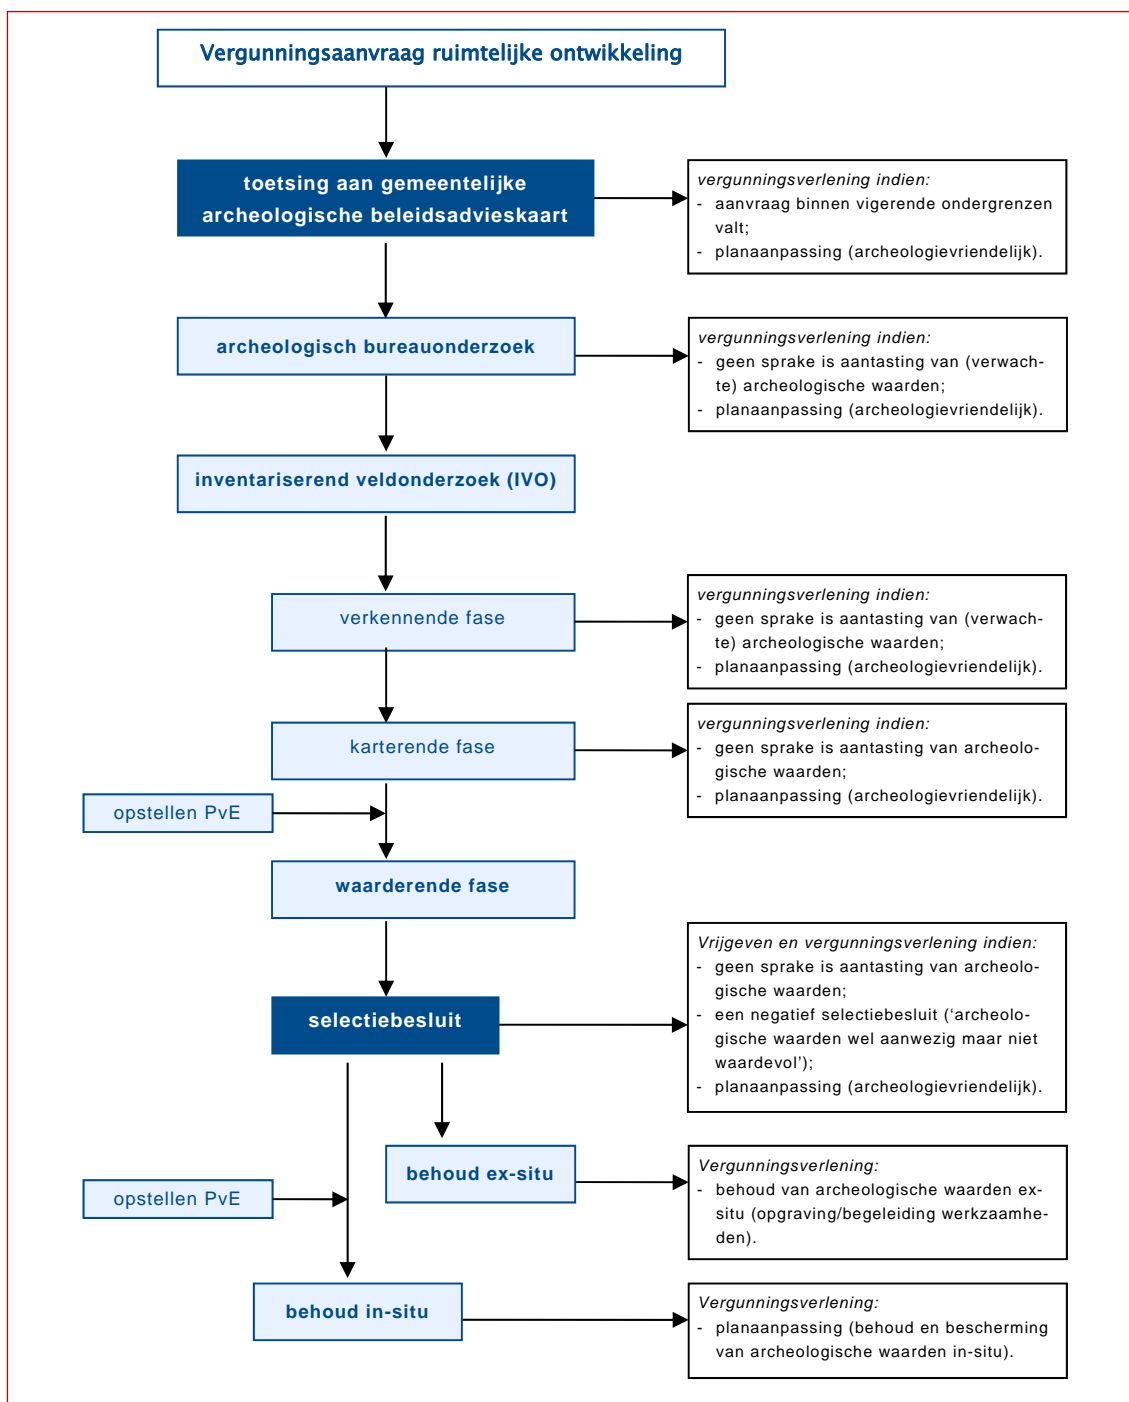 Vergunningsaanvraag ruimtelijke ontwikkeling
toetsing aan gemeentelijke
archeologische beleidsadvieskaart
vergunningsverlening indien:
- aanvraag binnen vigerende ondergrenzen
valt;
- planaanpassing (archeologievriendelijk).
archeologisch bureauonderzoek
vergunningsverlening indien:
- geen sprake is aantasting van (verwach-
te) archeologische waarden;
- planaanpassing (archeologievriendelijk).
inventariserend veldonderzoek (IVO)
verkennende fase
vergunningsverlening indien:
- geen sprake is aantasting van (verwach-
te) archeologische waarden;
- planaanpassing (archeologievriendelijk).
karterende fase
vergunningsverlening indien:
- geen sprake is aantasting van archeolo-
gische waarden;
- planaanpassing (archeologievriendelijk).
opstellen PvE
waarderende fase
selectiebesluit
Vrijgeven en vergunningsverlening indien:
- geen sprake is aantasting van archeolo-
gische waarden;
- een negatief selectiebesluit (‘archeolo-
gische waarden wel aanwezig maar niet
waardevol’);
- planaanpassing (archeologievriendelijk).
behoud ex-situ
Vergunningsverlening:
- behoud van archeologische waarden ex-
situ (opgraving/begeleiding werkzaamhe-
den).
opstellen PvE
behoud in-situ
Vergunningsverlening:
- planaanpassing (behoud en bescherming
van archeologische waarden in-situ).